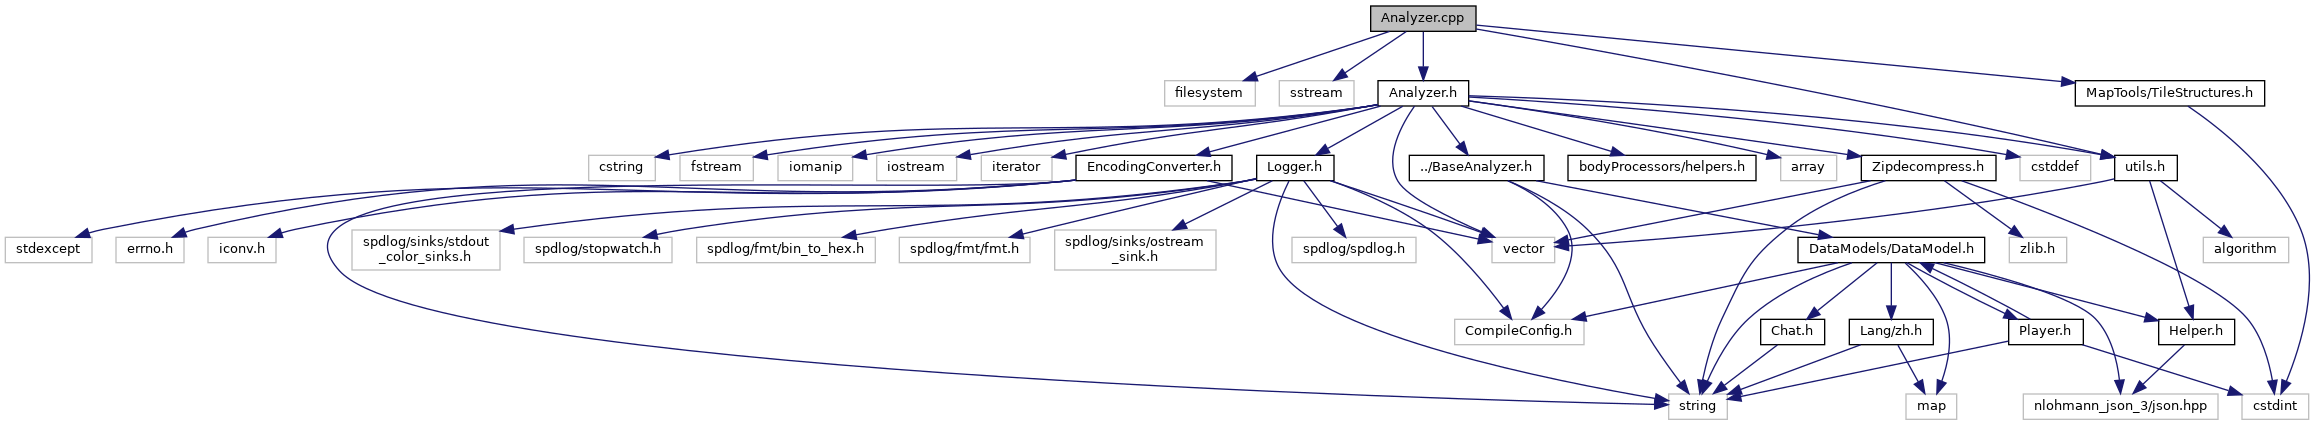 Analyzer.cpp
filesystem
sstream
Analyzer.h
MapTools/TileStructures.h
cstring
fstream
iomanip
iostream
iterator
EncodingConverter.h
Logger.h
../BaseAnalyzer.h
bodyProcessors/helpers.h
array
Zipdecompress.h
cstddef
utils.h
stdexcept
errno.h
iconv.h
spdlog/sinks/stdout
_color_sinks.h
spdlog/stopwatch.h
spdlog/fmt/bin_to_hex.h
spdlog/fmt/fmt.h
spdlog/sinks/ostream
_sink.h
spdlog/spdlog.h
vector
DataModels/DataModel.h
zlib.h
algorithm
CompileConfig.h
Chat.h
Lang/zh.h
Player.h
Helper.h
string
map
nlohmann_json_3/json.hpp
cstdint